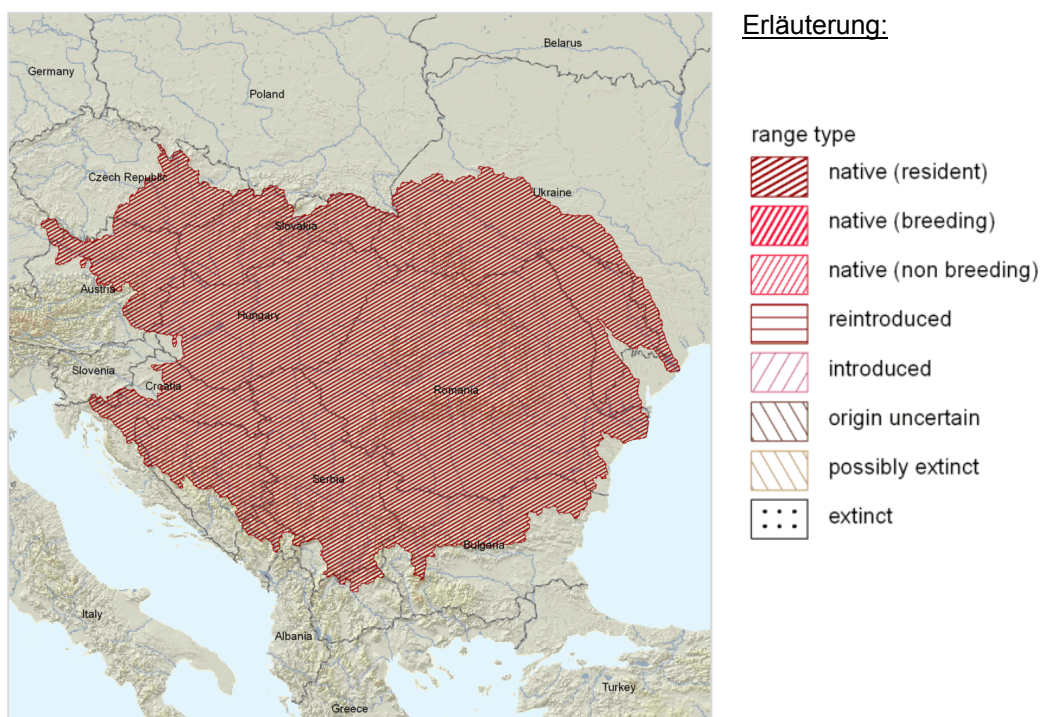 Erläuterung:
Belarus
Germany
Poland
Czech Republic
Ukraine
Slovakia
Austria
Hungary
Slovenia
Croatia
Romania
Serbia
Bulgaria
Italy
Albania
Turkey
Greece
range type
native (resident)
native (breeding)
native (non breeding)
reintroduced
introduced
origin uncertain
possibly extinct
extinct